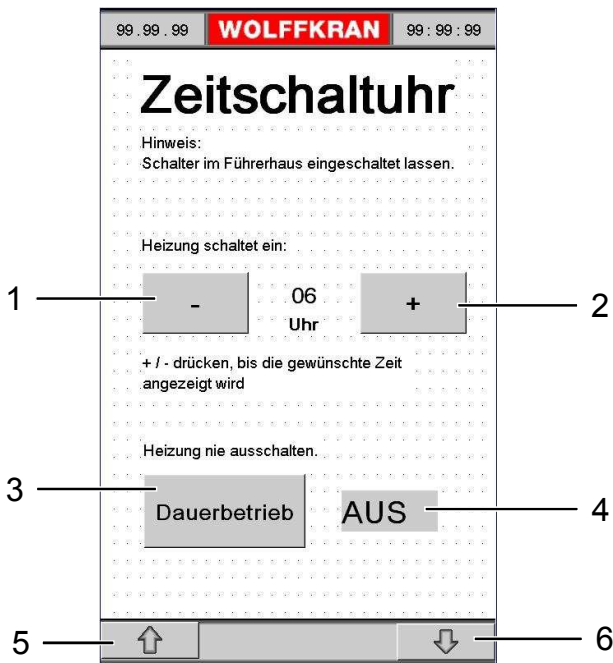 99.99.99 WOLFFKRAN 99:99:99
Zeitschaltuhr
Hinweis:
Schalter im Führerhaus eingeschaltet lassen.
Heizung schaltet ein:
1 - 06 + 2
Uhr
+ / - drücken, bis die gewünschte Zeit
angezeigt wird
Heizung nie ausschalten.
3 Dauerbetrieb AUS 4
5 6